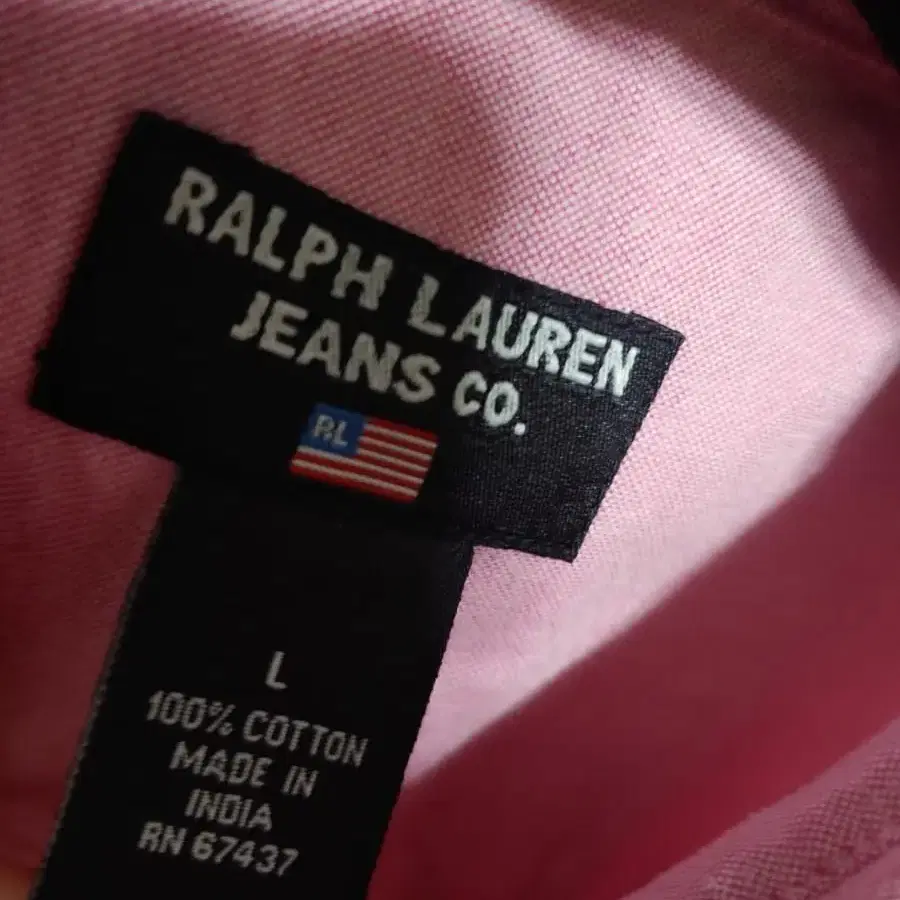 RALPH LAUREN
JEANS CO.
RL
L
100% COTTON
MADE IN
INDIA
RN 67437